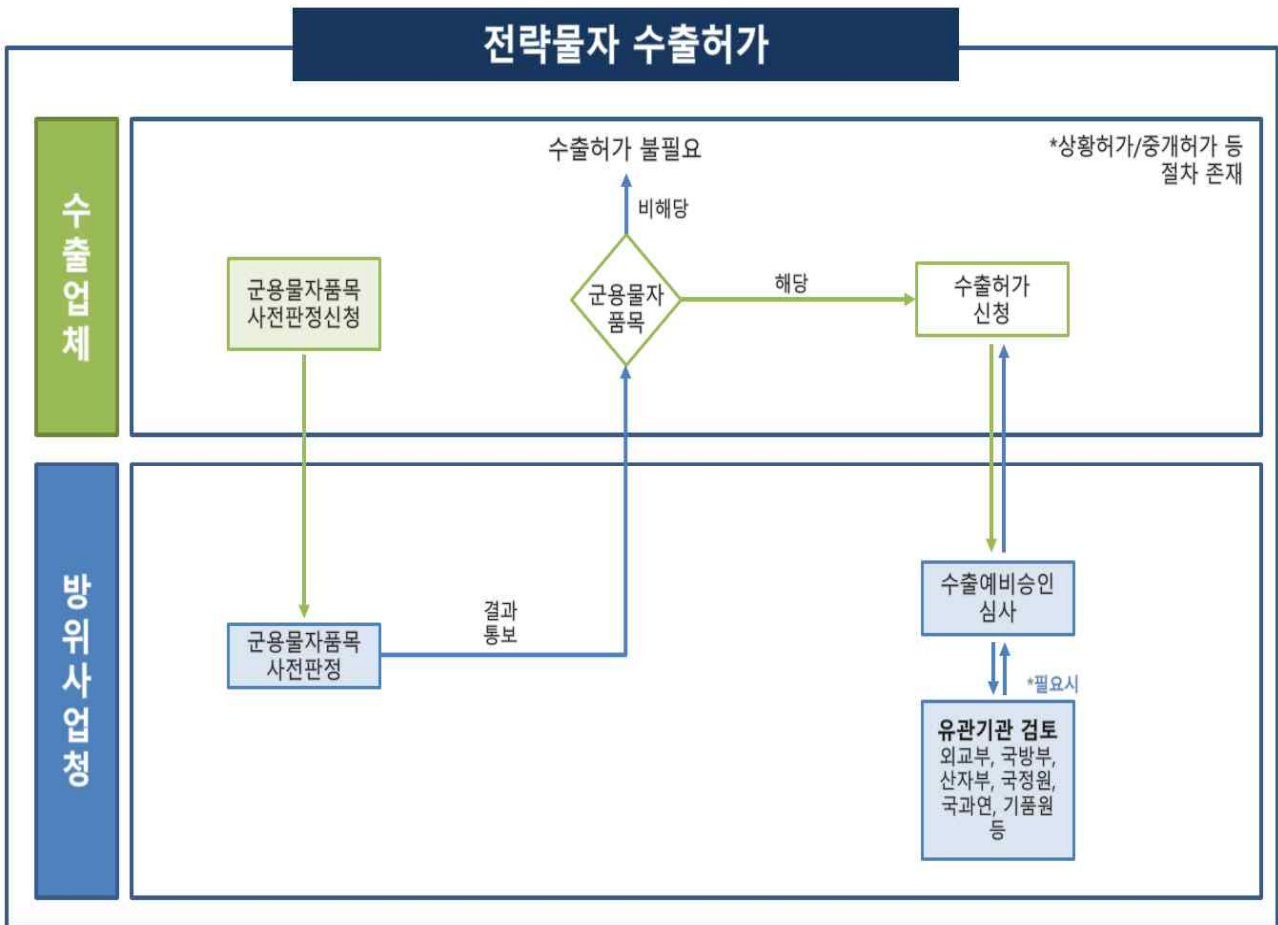 전략물자 수출허가
수출업체
수출허가 불필요
*상황허가/중개허가 등
절차 존재
비해당
군용물자품목
사전판정신청
군용물자
품목
해당
수출허가
신청
방위사업청
결과
통보
군용물자품목
사전판정
수출예비승인
심사
*필요시
유관기관 검토
외교부, 국방부,
산자부, 국정원,
국과연, 기품원
등